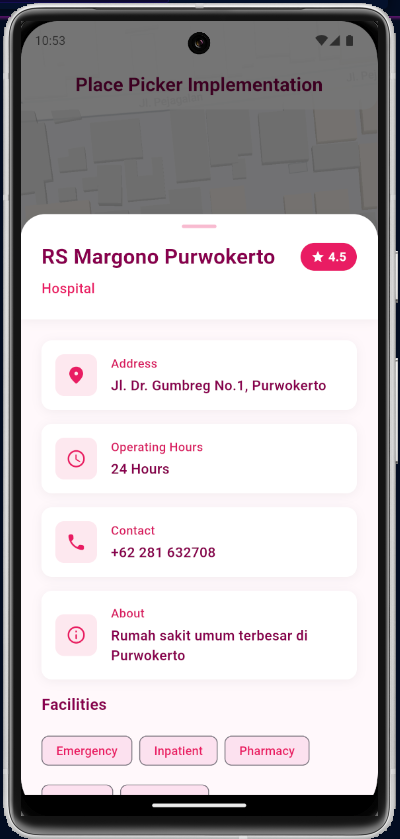 10:53
Place Picker Implementation
RS Margono Purwokerto
4.5
Hospital
Address
Jl. Dr. Gumbreg No.1, Purwokerto
Operating Hours
24 Hours
Contact
+62 281 632708
About
Rumah sakit umum terbesar di
Purwokerto
Facilities
Emergency
Inpatient
Pharmacy